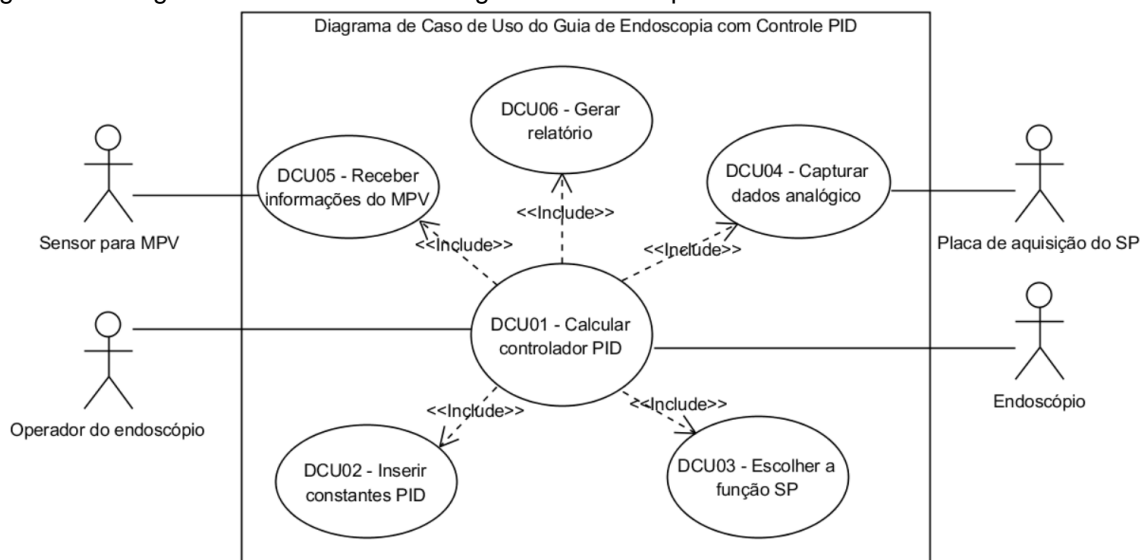 Diagrama de Caso de Uso do Guia de Endoscopia com Controle PID
DCU06 - Gerar
relatório
DCU05 - Receber
informações do MPV
DCU04 - Capturar
dados analógico
<<Include>>
<<Include>>
<<Include>>
Sensor para MPV
Placa de aquisição do SP
DCU01 - Calcular
controlador PID
Operador do endoscópio
Endoscópio
<<Include>>
<<Include>>
DCU02 - Inserir
constantes PID
DCU03 - Escolher a
função SP